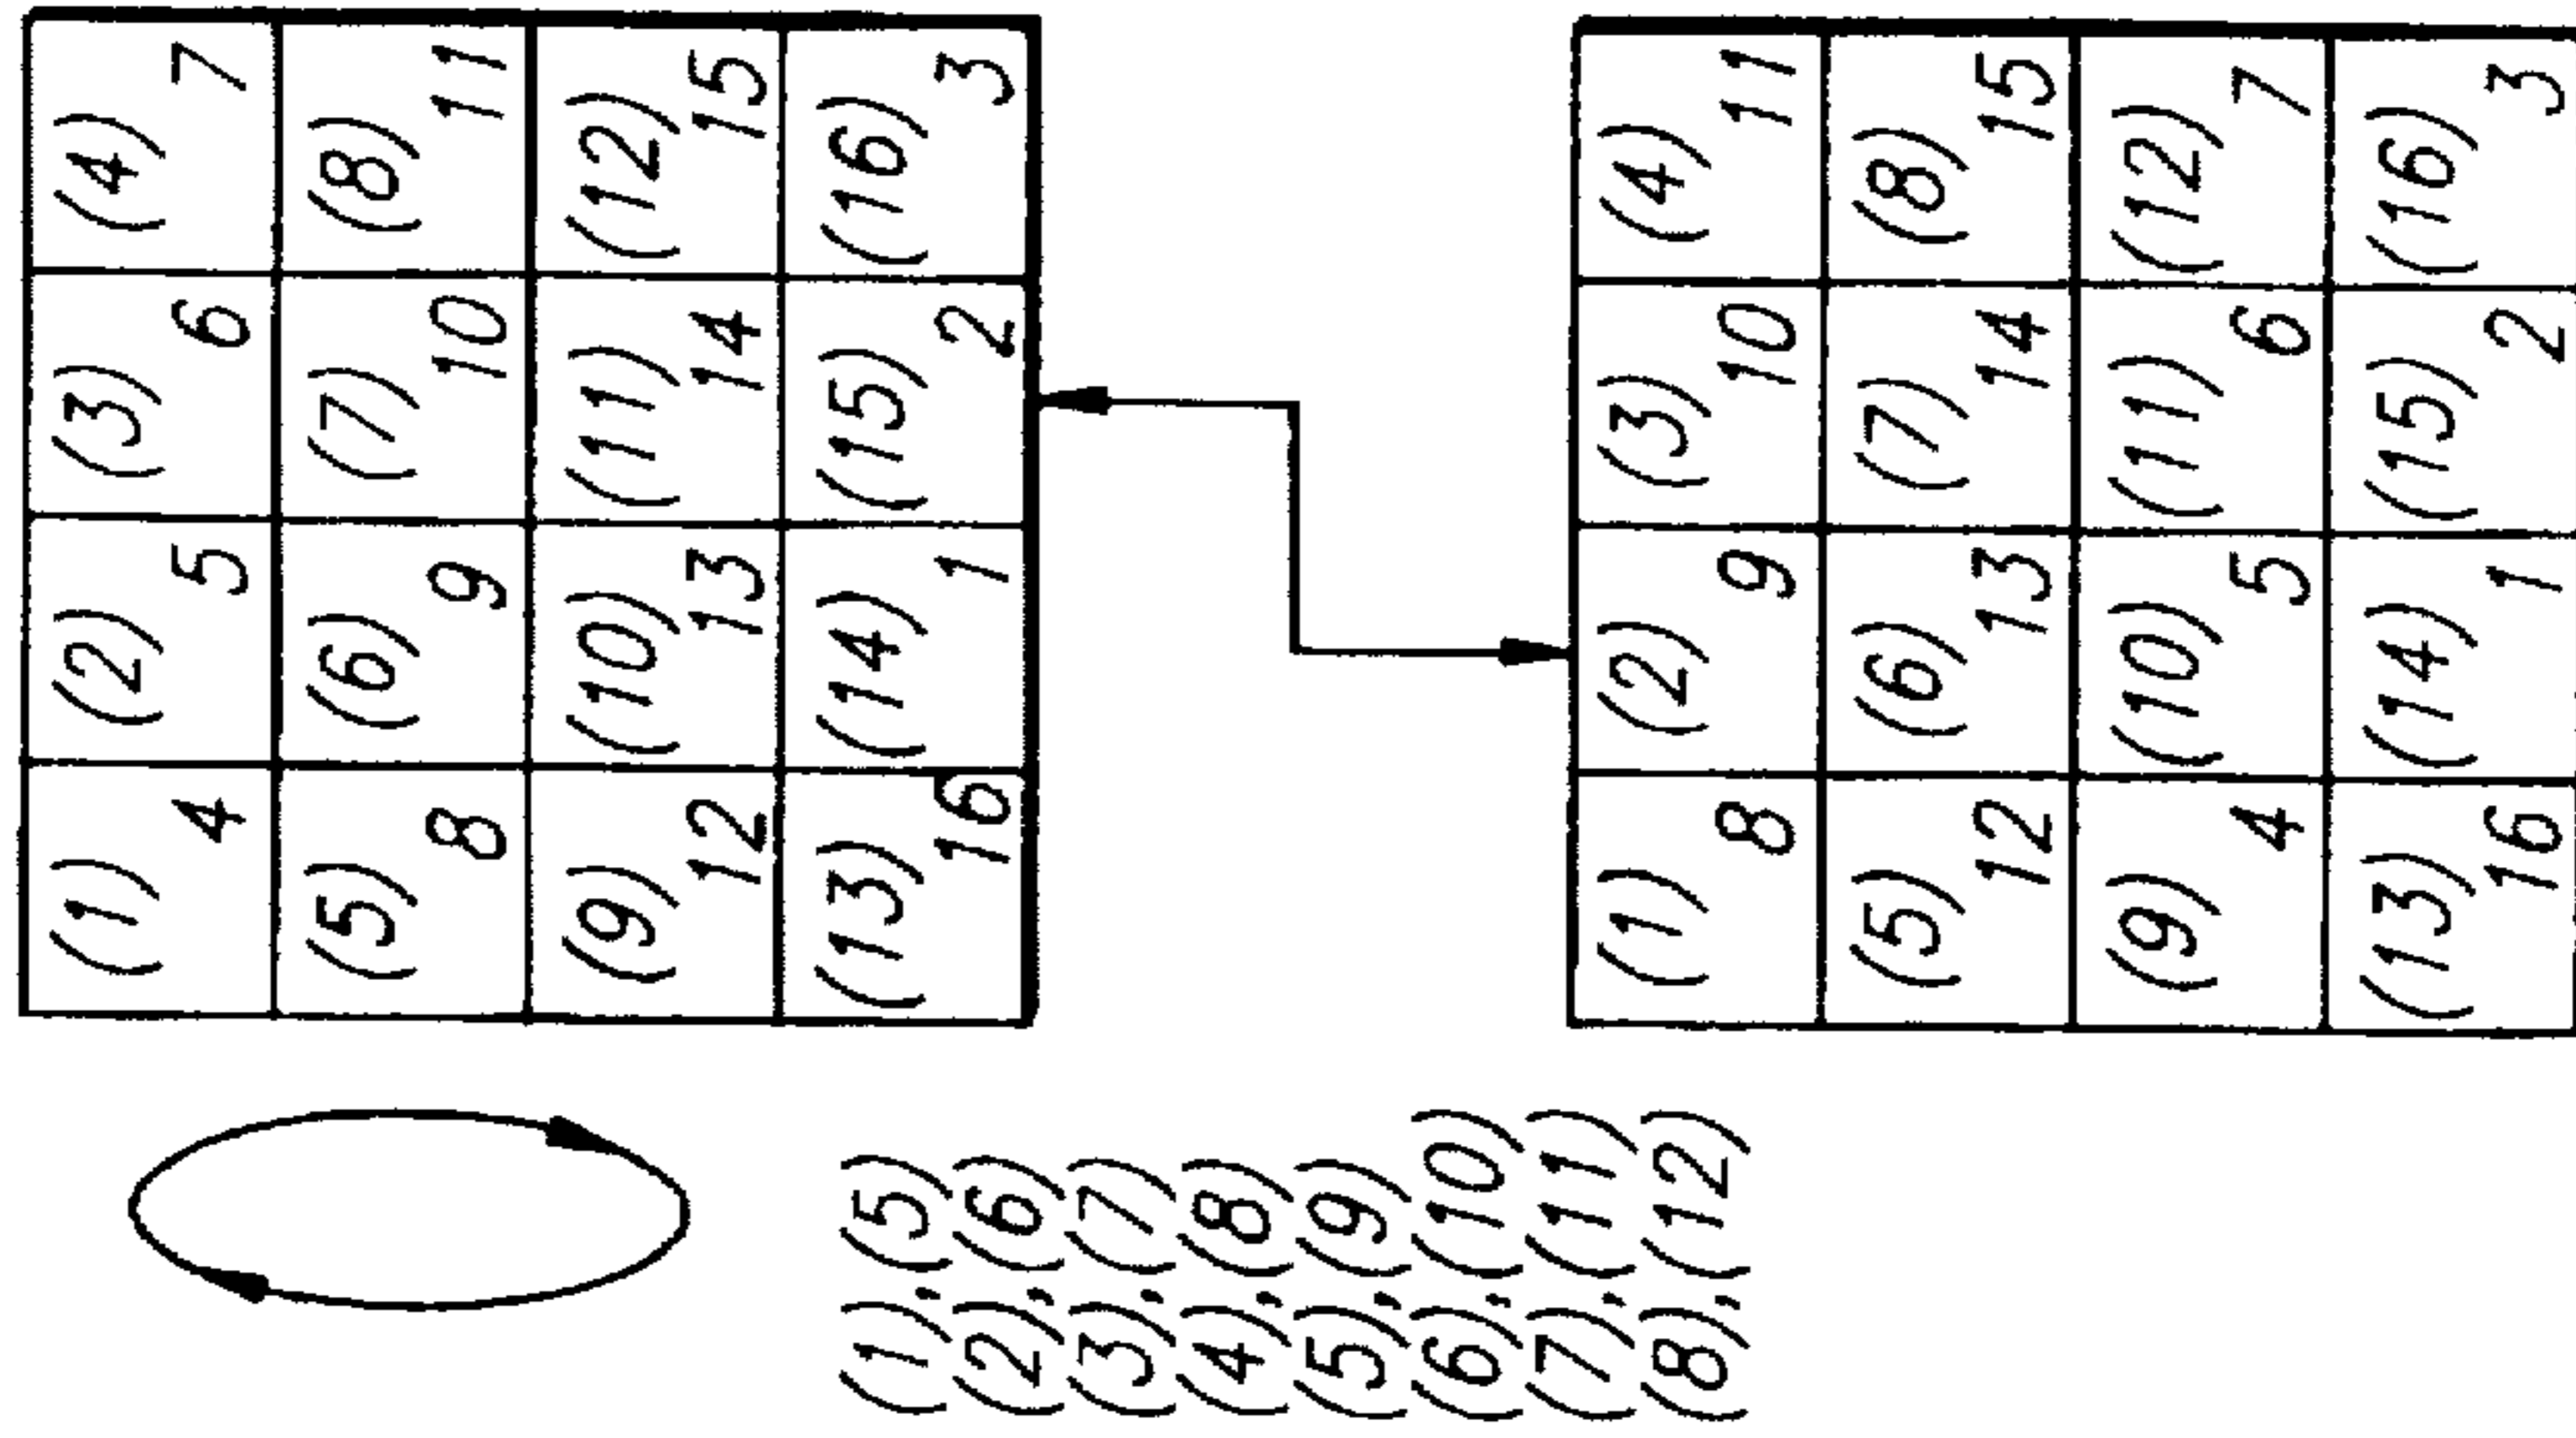 (1) (2) (3) (4)
4 5 6 7
(5) (6) (7) (8)
8 9 10 11
(9) (10) (11) (12)
12 13 14 15
(13) (14) (15) (16)
16 1 2 3
(1),(5)
(2),(6)
(3),(7)
(4),(8)
(5),(9)
(6),(10)
(7),(11)
(8),(12)
(1) (2) (3) (4)
8 9 10 11
(5) (6) (7) (8)
12 13 14 15
(9) (10) (11) (12)
4 5 6 7
(13) (14) (15) (16)
16 1 2 3